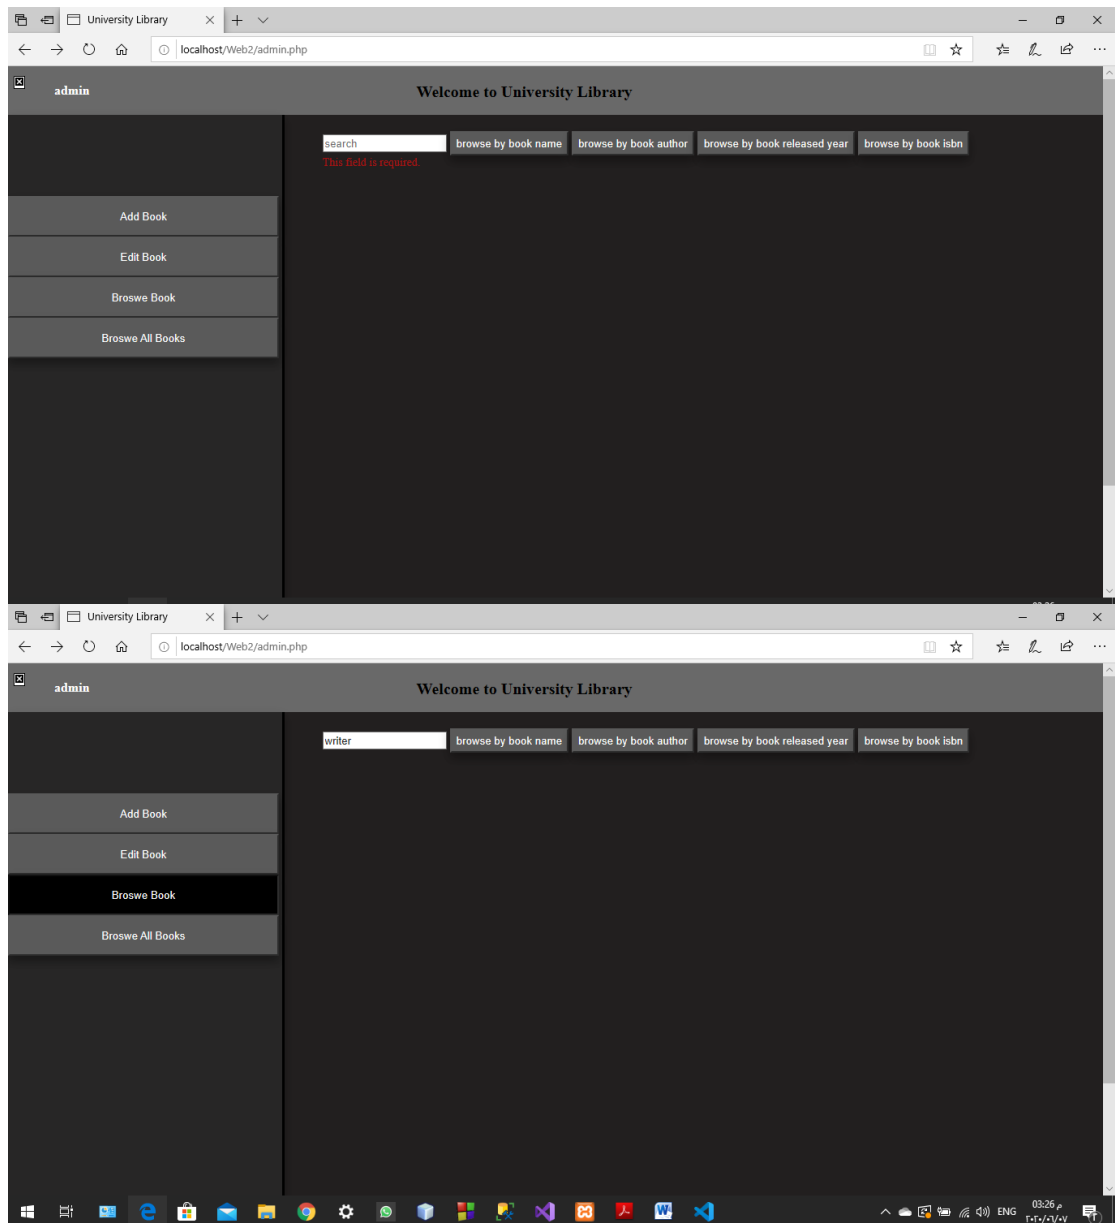 University Library
localhost/Web2/admin.php
admin
Welcome to University Library
search
browse by book name
browse by book author
browse by book released year
browse by book isbn
This field is required.
Add Book
Edit Book
Broswe Book
Broswe All Books
University Library
localhost/Web2/admin.php
admin
Welcome to University Library
writer
browse by book name
browse by book author
browse by book released year
browse by book isbn
Add Book
Edit Book
Broswe Book
Broswe All Books
ENG
03:26 م
٢٠٢٠/٠٦/٠٧